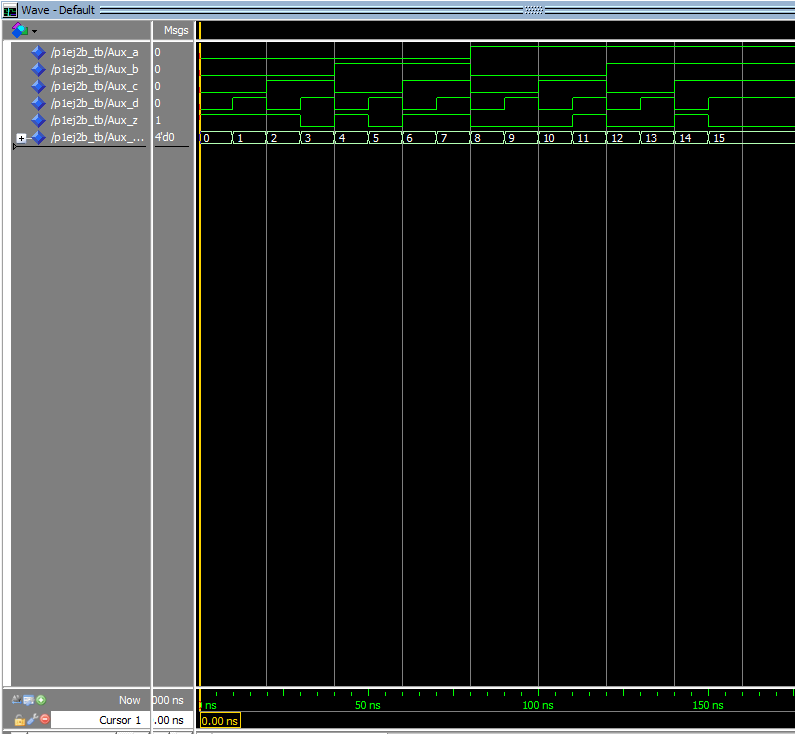 Wave - Default
Msgs
/p1ej2b_tb/Aux_a 0
/p1ej2b_tb/Aux_b 0
/p1ej2b_tb/Aux_c 0
/p1ej2b_tb/Aux_d 0
/p1ej2b_tb/Aux_z 1
/p1ej2b_tb/Aux_... 4'd0 0 1 2 3 4 5 6 7 8 9 10 11 12 13 14 15
Now 000 ns ns 50 ns 100 ns 150 ns
Cursor 1 .00 ns 0.00 ns